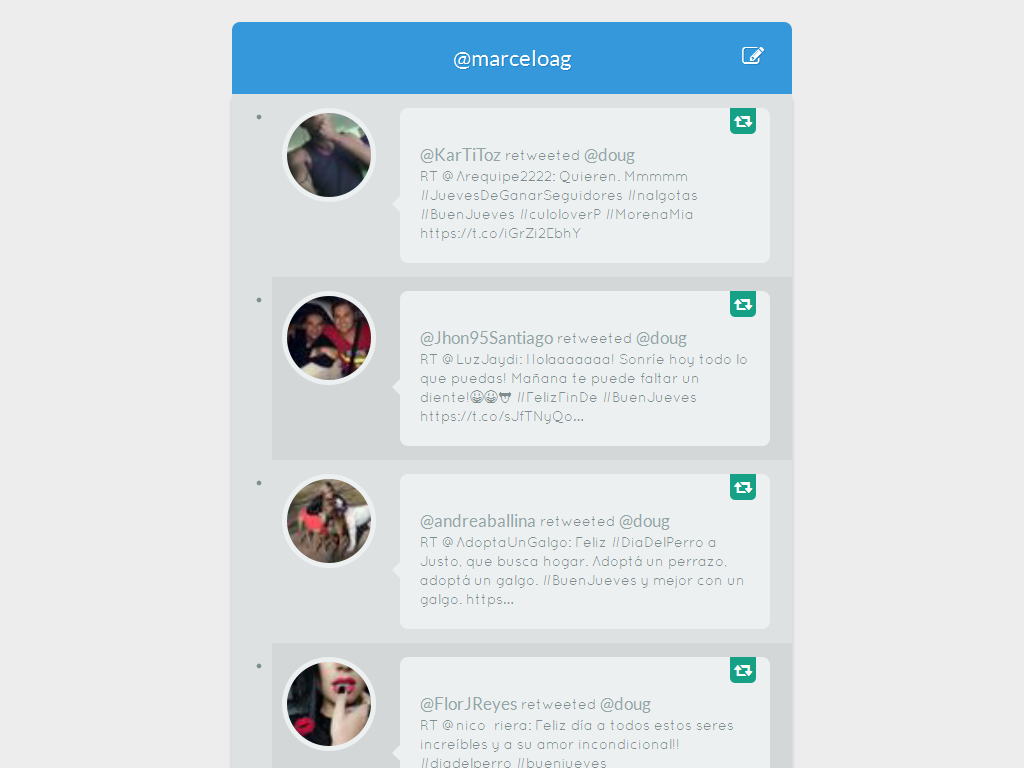 @marceloag
@KarTiToz retweeted @doug
RT @Arequipe2222: Quieren. Mmmmm
#JuevesDeGanarSeguidores #nalgotas
#BuenJueves #culoloverP #MorenaMia
https://t.co/iGrZi2EbhY
@Jhon95Santiago retweeted @doug
RT @LuzJaydi: Holaaaaaaa! Sonríe hoy todo lo
que puedas! Mañana te puede faltar un
diente!😀😀😈 #FelizFinDe #BuenJueves
https://t.co/sJfTNyQo...
@andreaballina retweeted @doug
RT @AdoptaUnGalgo: Feliz #DiaDelPerro a
Justo, que busca hogar. Adoptá un perrazo,
adoptá un galgo. #BuenJueves y mejor con un
galgo. https...
@FlorJReyes retweeted @doug
RT @nico_riera: Feliz día a todos estos seres
increíbles y a su amor incondicional!!
#diadelperro #buenjueves